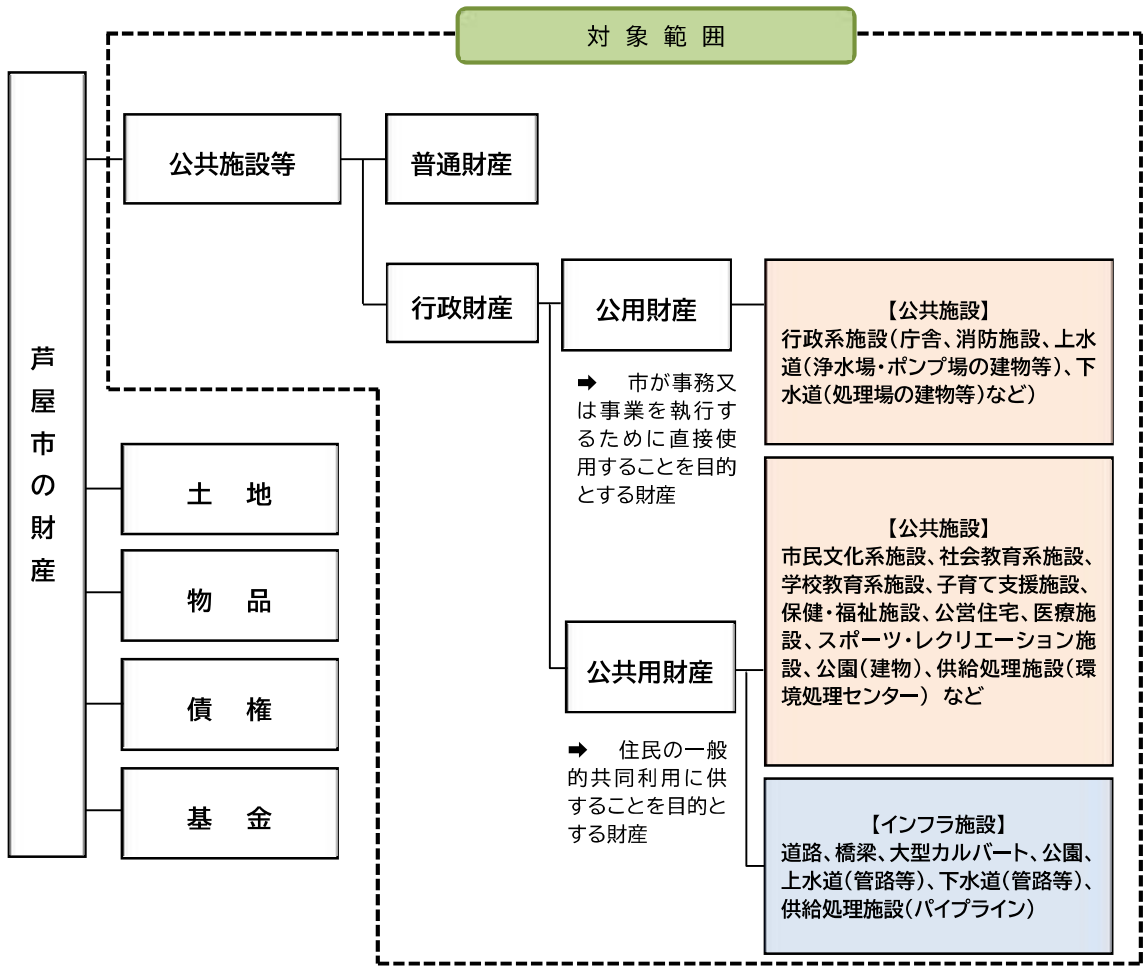 対象範囲
芦屋市の財産
公共施設等
普通財産
行政財産
公用財産
➡ 市が事務又
は事業を執行す
るために直接使
用することを目的
とする財産
【公共施設】
行政系施設(庁舎、消防施設、上水
道(浄水場・ポンプ場の建物等)、下
水道(処理場の建物等)など)
公共用財産
➡ 住民の一般
的共同利用に供
することを目的と
する財産
【公共施設】
市民文化系施設、社会教育系施設、
学校教育系施設、子育て支援施設、
保健・福祉施設、公営住宅、医療施
設、スポーツ・レクリエーション施
設、公園(建物)、供給処理施設(環
境処理センター) など
【インフラ施設】
道路、橋梁、大型カルバート、公園、
上水道(管路等)、下水道(管路等)、
供給処理施設(パイプライン)
土 地
物 品
債 権
基 金